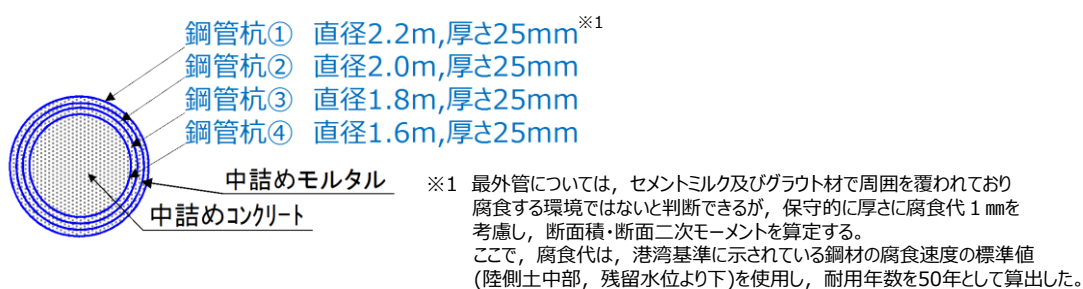 鋼管杭① 直径2.2m,厚さ25mm※1
鋼管杭② 直径2.0m,厚さ25mm
鋼管杭③ 直径1.8m,厚さ25mm
鋼管杭④ 直径1.6m,厚さ25mm
中詰めモルタル
中詰めコンクリート
※1 最外管については，セメントミルク及びグラウト材で周囲を覆われており
腐食する環境ではないと判断できるが，保守的に厚さに腐食代１㎜を
考慮し，断面積・断面二次モーメントを算定する。
ここで，腐食代は，港湾基準に示されている鋼材の腐食速度の標準値
(陸側土中部，残留水位より下)を使用し，耐用年数を50年として算出した。